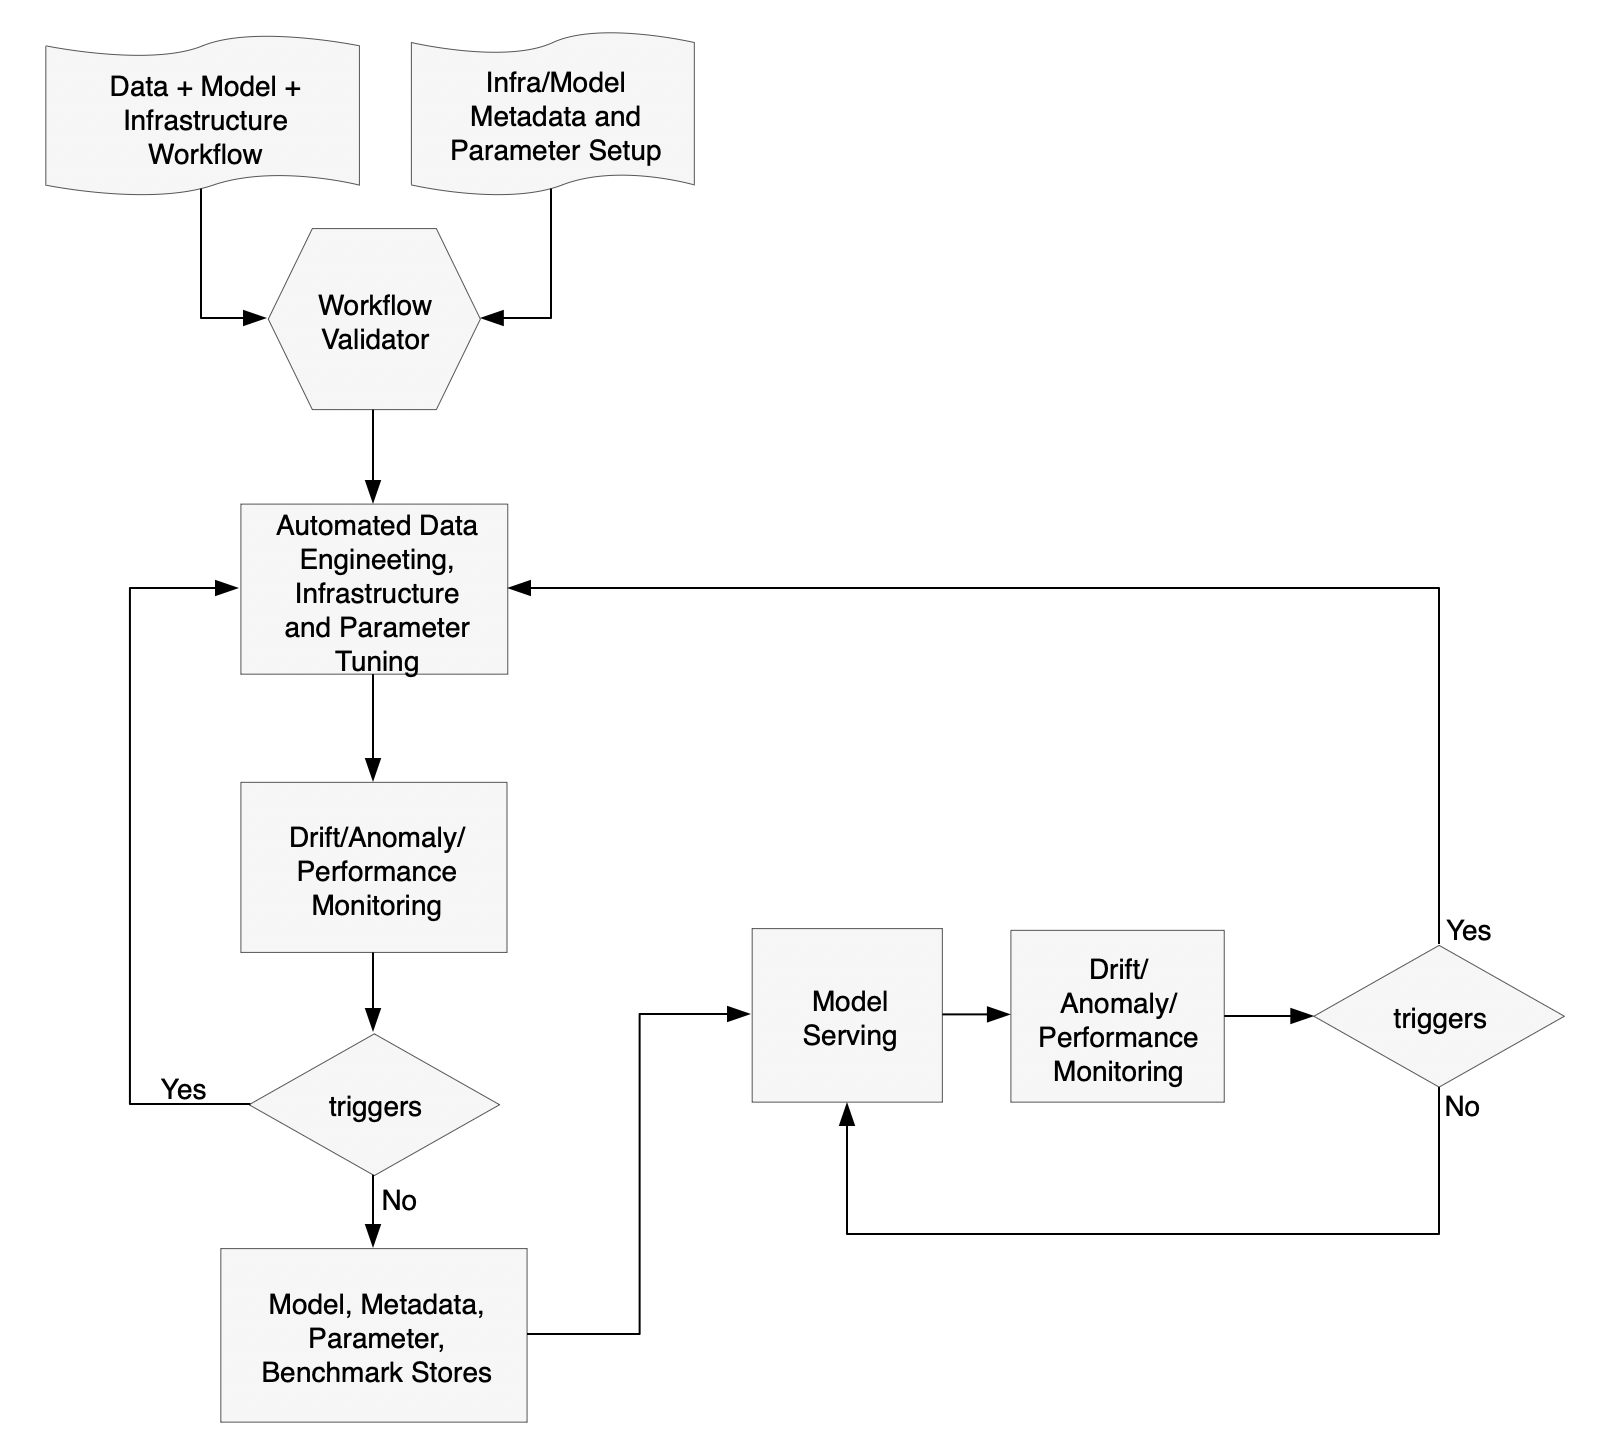 Data + Model +
Infrastructure
Workflow
Infra/Model
Metadata and
Parameter Setup
Workflow
Validator
Automated Data
Engineeting,
Infrastructure
and Parameter
Tuning
Drift/Anomaly/
Performance
Monitoring
Yes
triggers
No
Model, Metadata,
Parameter,
Benchmark Stores
Model
Serving
Drift/
Anomaly/
Performance
Monitoring
Yes
triggers
No